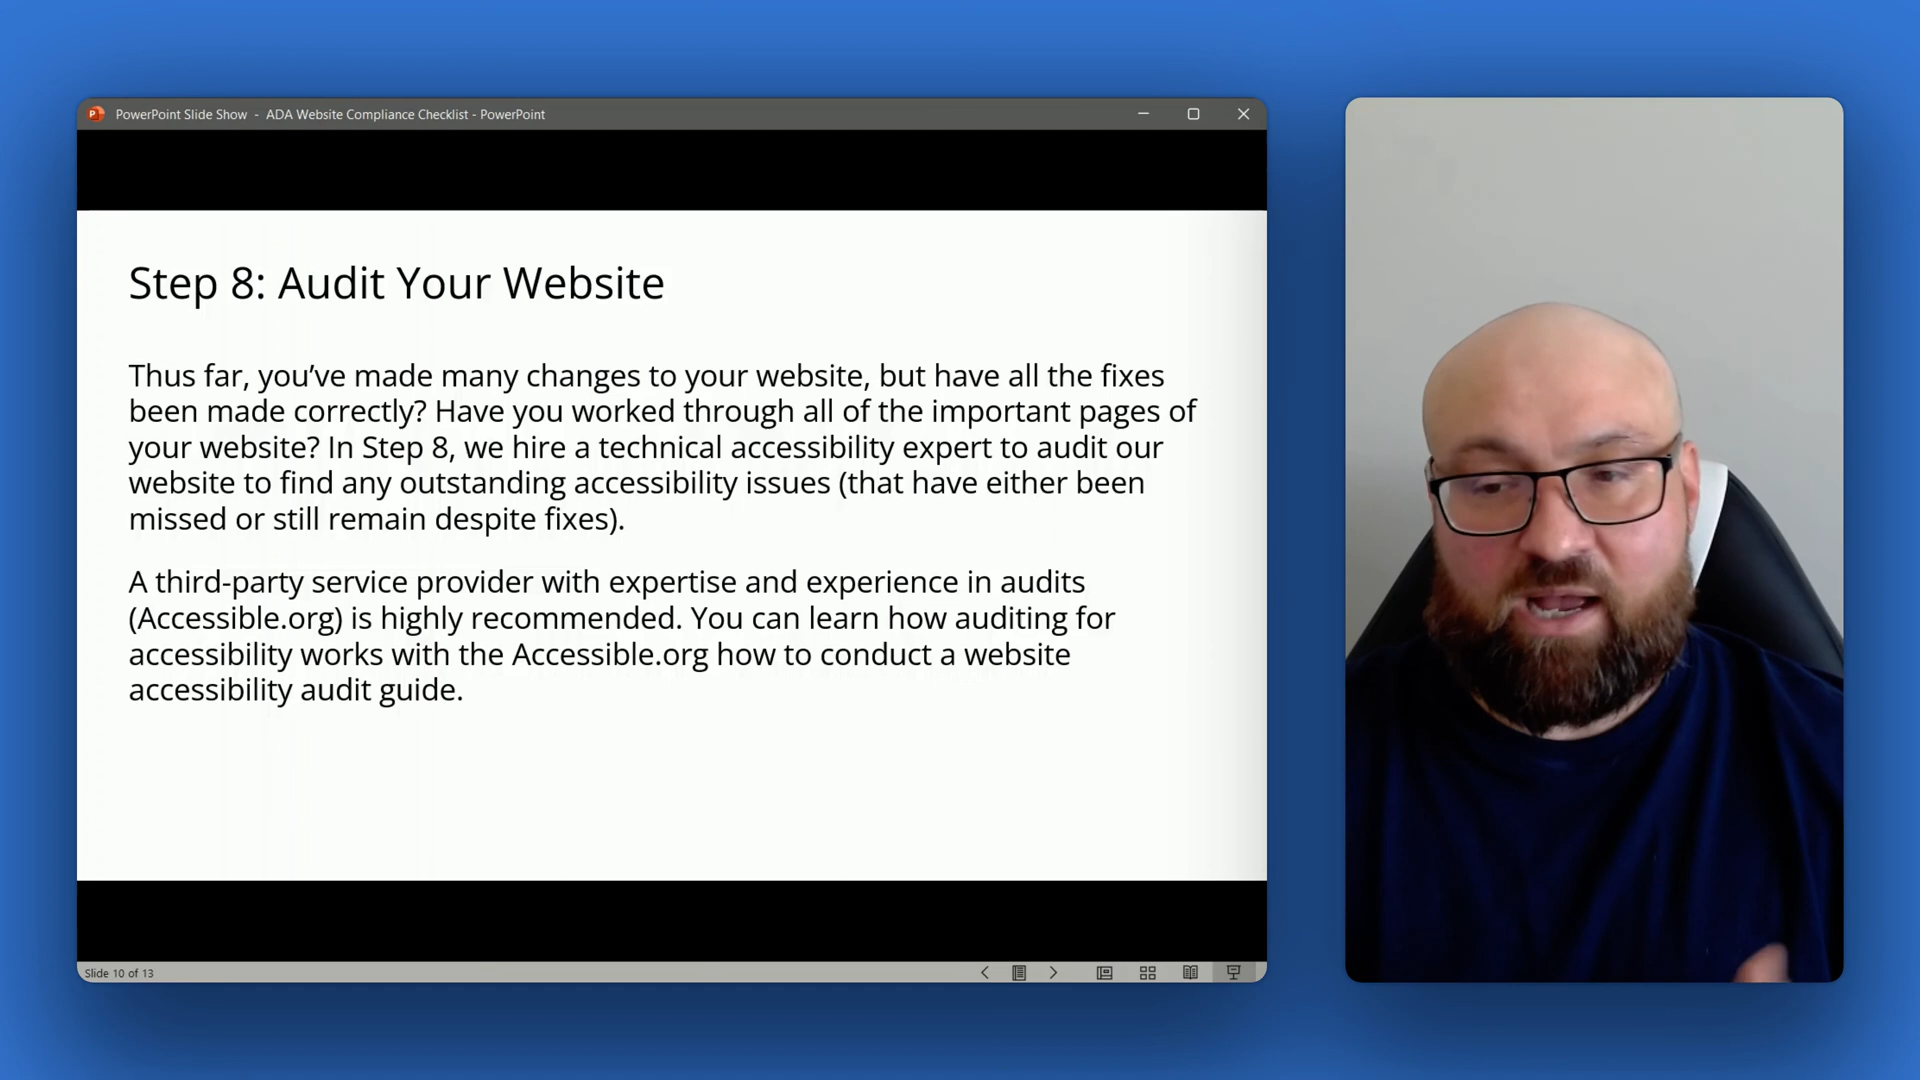 PowerPoint Slide Show - ADA Website Compliance Checklist - PowerPoint
Step 8: Audit Your Website
Thus far, you’ve made many changes to your website, but have all the fixes
been made correctly? Have you worked through all of the important pages of
your website? In Step 8, we hire a technical accessibility expert to audit our
website to find any outstanding accessibility issues (that have either been
missed or still remain despite fixes).
A third-party service provider with expertise and experience in audits
(Accessible.org) is highly recommended. You can learn how auditing for
accessibility works with the Accessible.org how to conduct a website
accessibility audit guide.
Slide 10 of 13